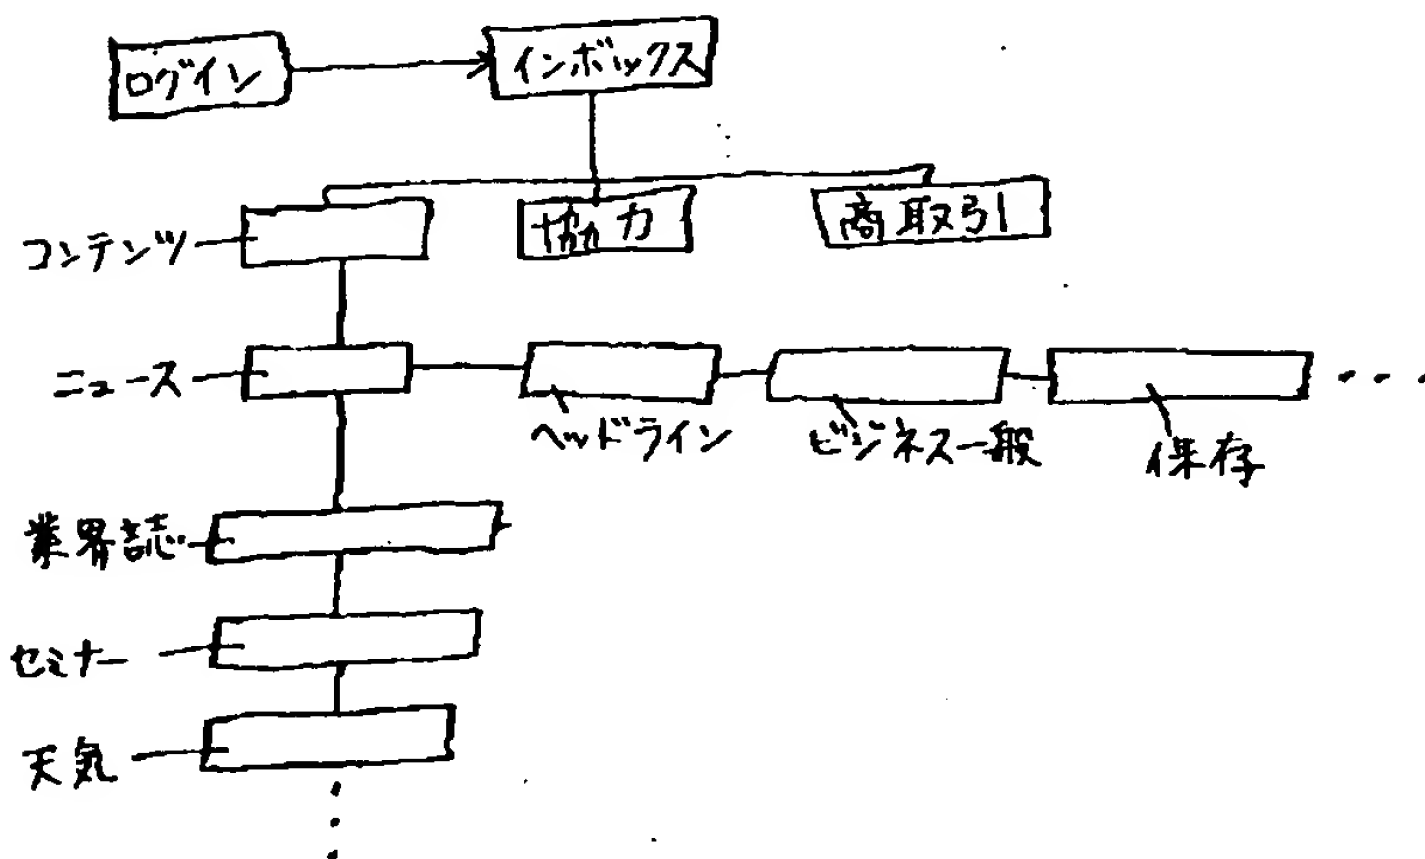 ログイン
インボックス
コンテンツ
協力
商取引
ニュース
ヘッドライン
ビジネス一般
保存
業界誌
セミナー
天気